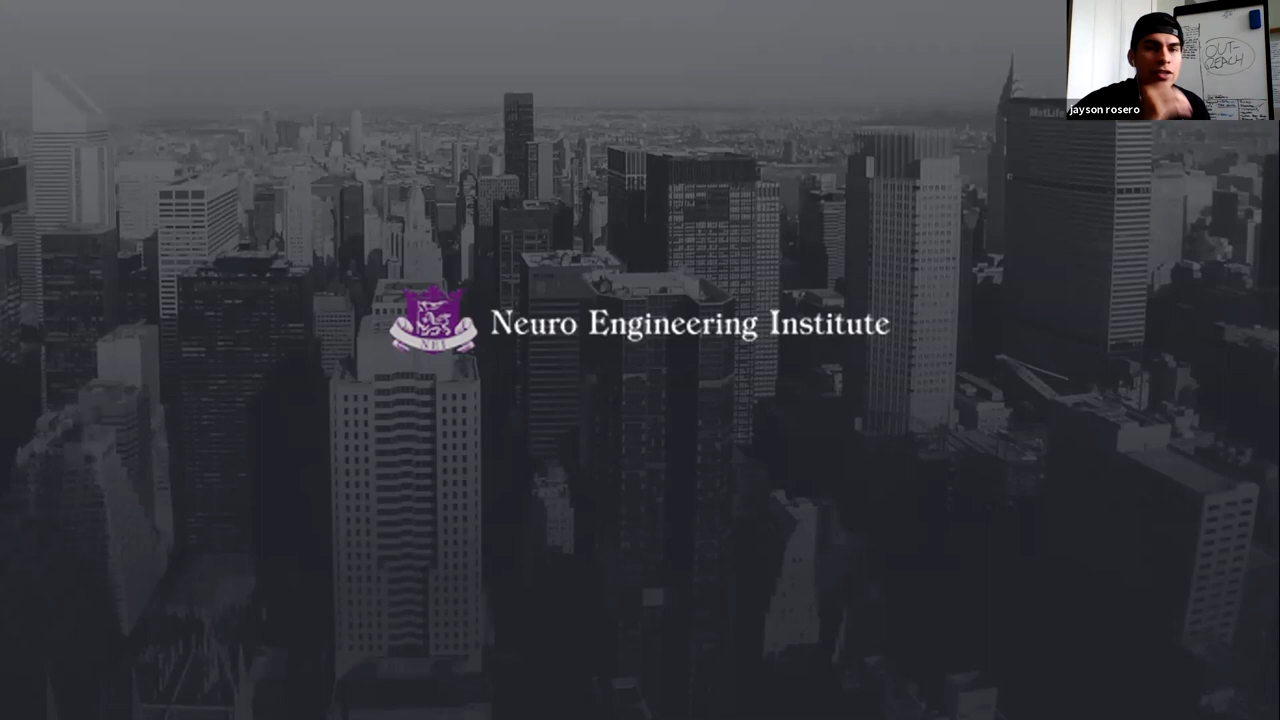 MetLife
jayson rosero
OUT-
REACH
NEI
Neuro Engineering Institute